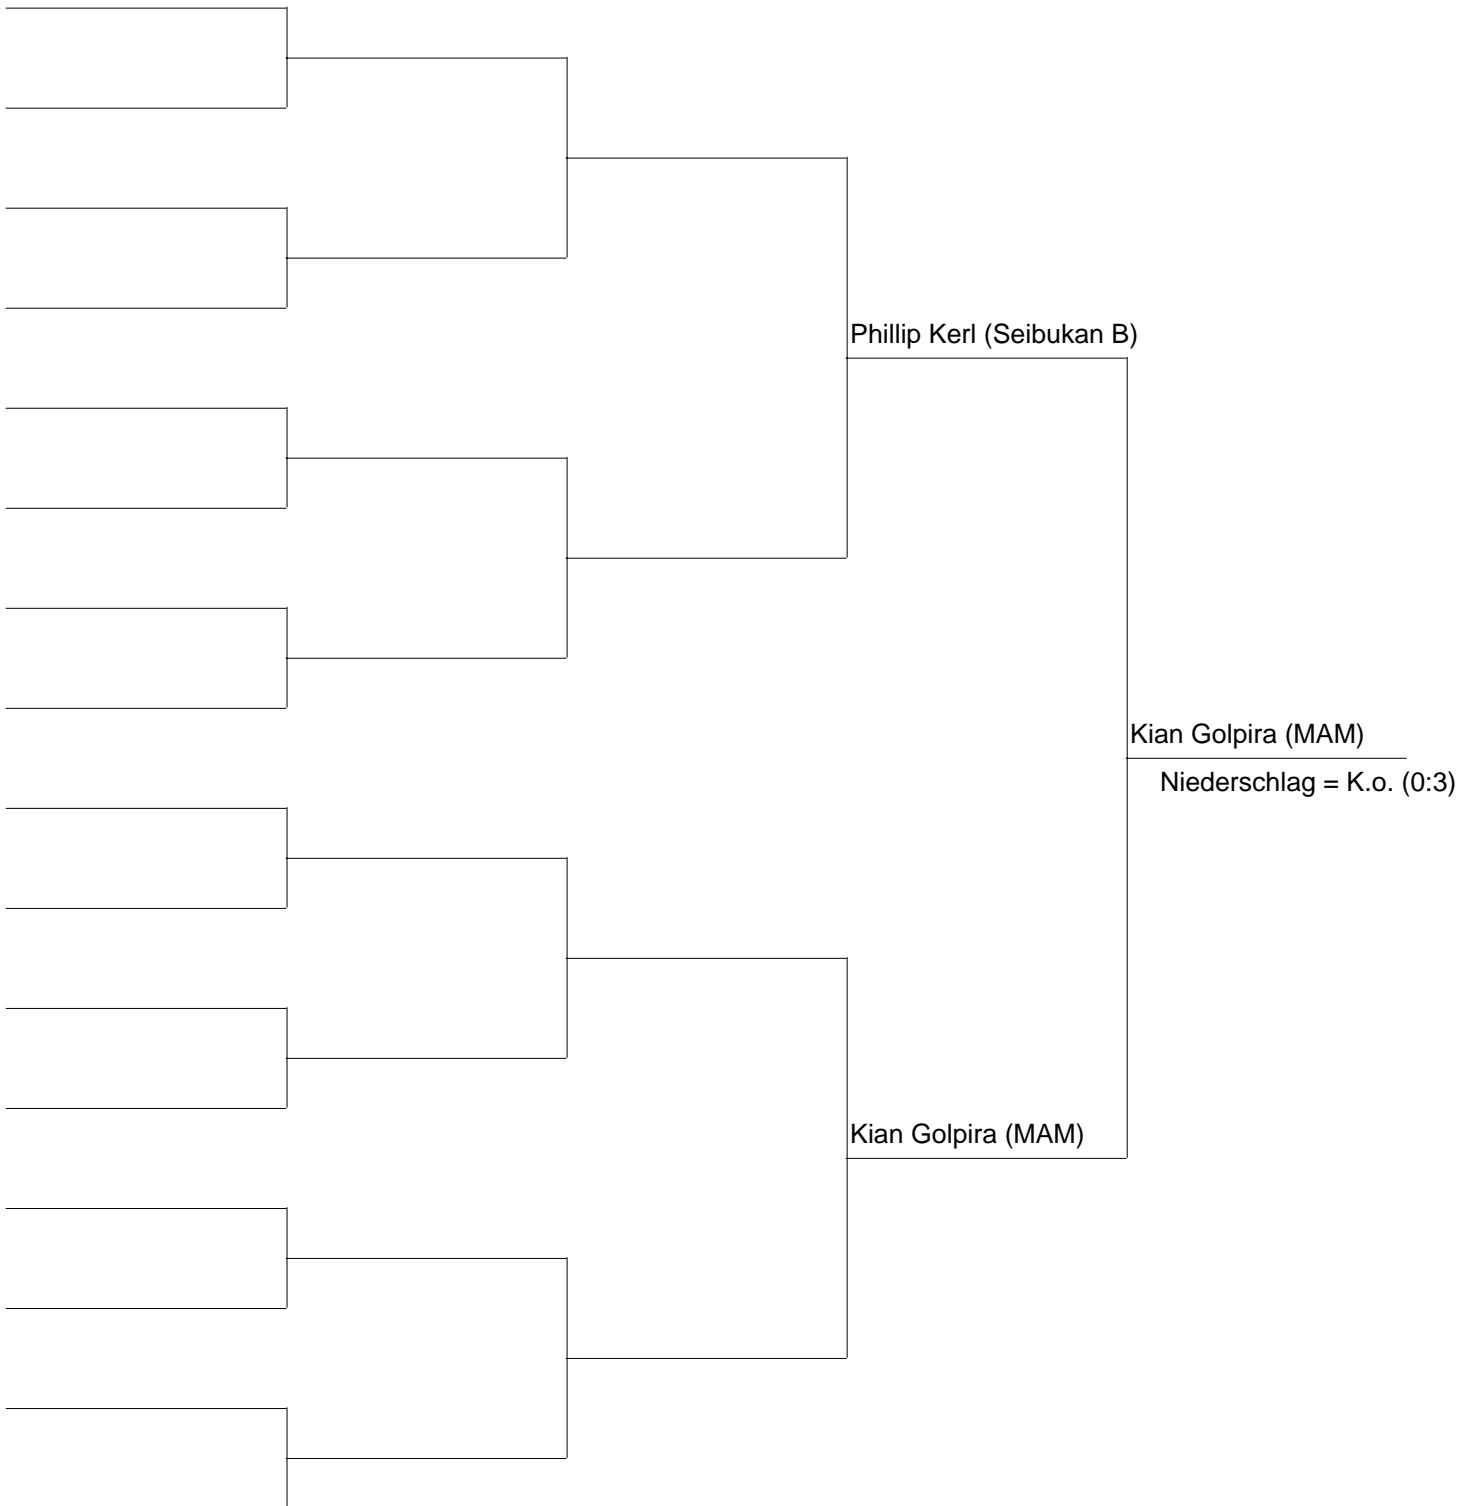 Phillip Kerl (Seibukan B)
Kian Golpira (MAM)
Niederschlag = K.o. (0:3)
Kian Golpira (MAM)